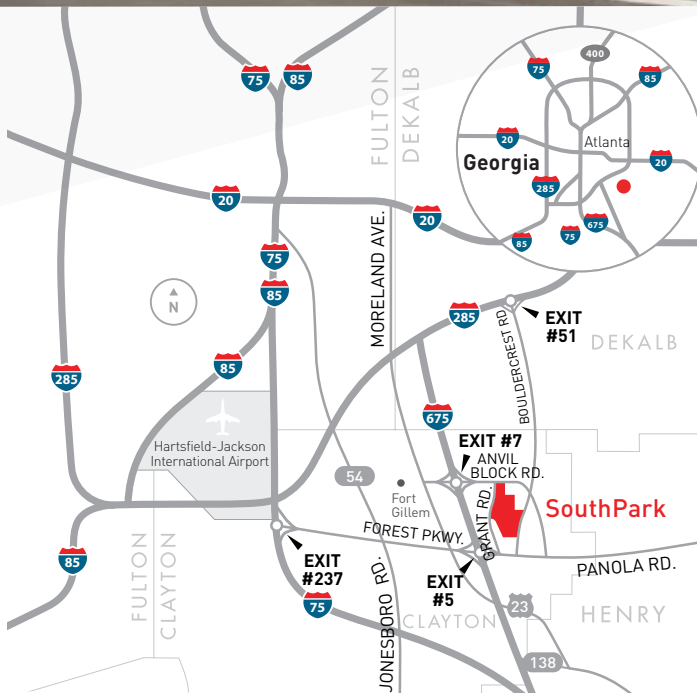 75
85
FULTON
DEKALB
400
75
85
20
Atlanta
20
Georgia
285
675
75
85
20
20
75
85
MORELAND AVE.
N
285
EXIT
#51
DEKALB
BOULDERCREST RD.
85
285
675
Hartsfield-Jackson
International Airport
EXIT #7
ANVIL
BLOCK RD.
54
Fort
Gillem
GRANT RD.
SouthPark
FOREST PKWY.
PANOLA RD.
EXIT
#237
EXIT
#5
85
FULTON
CLAYTON
75
JONESBORO RD.
CLAYTON
23
HENRY
138